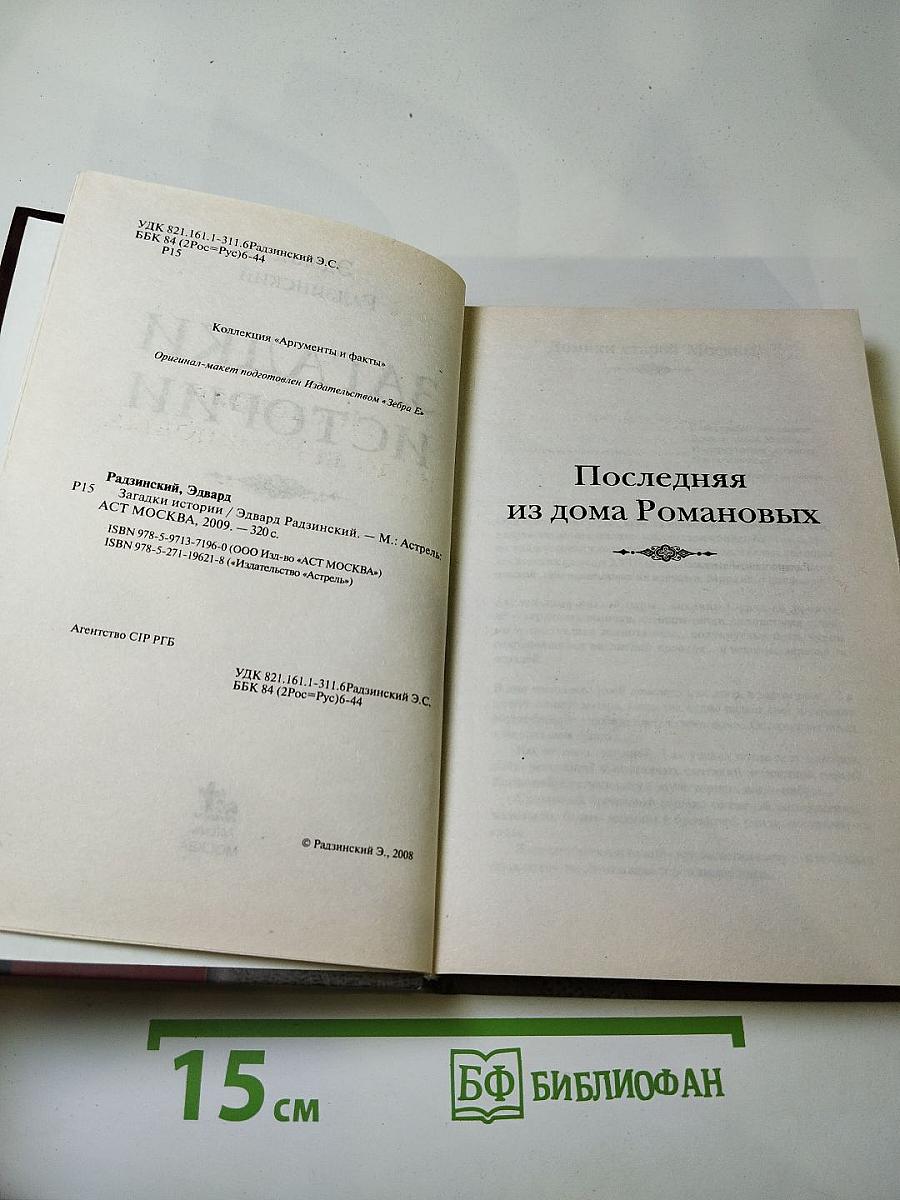 УДК 821.161.1-311.6Радзинский Э.С.
ББК 84 (2Рос=Рус)6-44
Р15
Коллекция «Аргументы и факты»
Оригинал-макет подготовлен Издательством «Зебра Е»
Радзинский, Эдвард
Р15 Загадки истории / Эдвард Радзинский. — М.: Астрель:
АСТ МОСКВА, 2009. — 320 с.
ISBN 978-5-9713-7196-0 (ООО Изд-во «АСТ МОСКВА»)
ISBN 978-5-271-19621-8 («Издательство «Астрель»)
Агентство CIP РГБ
УДК 821.161.1-311.6Радзинский Э.С.
ББК 84 (2Рос=Рус)6-44
© Радзинский Э., 2008
Последняя
из дома Романовых
15 см
БФ БИБЛИОФАН